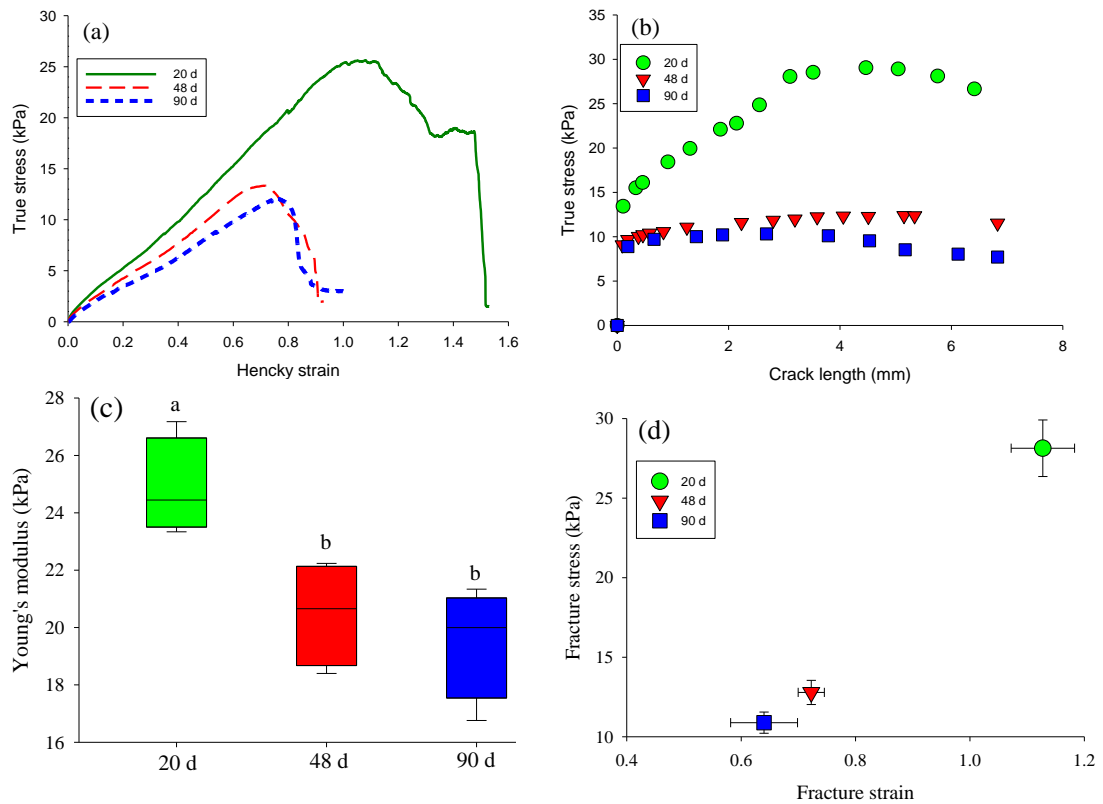 (a)
30
25
20
15
10
5
0
True stress (kPa)
20 d
48 d
90 d
0.0 0.2 0.4 0.6 0.8 1.0 1.2 1.4 1.6
Hencky strain
(b)
35
30
25
20
15
10
5
0
True stress (kPa)
20 d
48 d
90 d
0 2 4 6 8
Crack length (mm)
(c)
28
26
24
22
20
18
16
Young's modulus (kPa)
a
b
b
20 d 48 d 90 d
(d)
30
25
20
15
10
Fracture stress (kPa)
20 d
48 d
90 d
0.4 0.6 0.8 1.0 1.2
Fracture strain